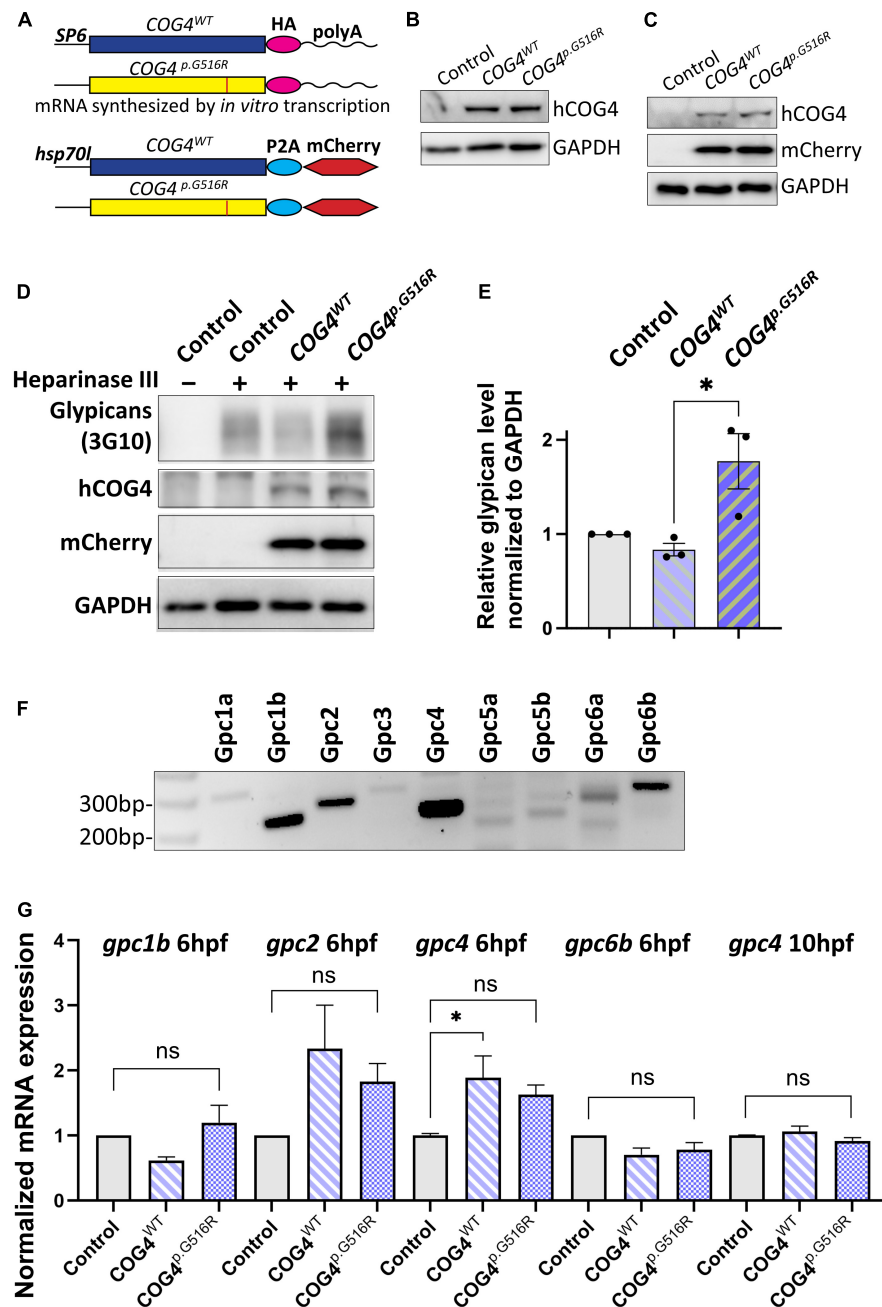 A
SP6 COG4WT HA polyA
COG4 p.G516R
mRNA synthesized by in vitro transcription
hsp70l COG4WT P2A mCherry
COG4 p.G516R
B
Control COG4WT COG4p.G516R
hCOG4
GAPDH
C
Control COG4WT COG4p.G516R
hCOG4
mCherry
GAPDH
D
Control Control COG4WT COG4p.G516R
Heparinase III − + + +
Glypicans
(3G10)
hCOG4
mCherry
GAPDH
E
Control COG4WT COG4p.G516R
Relative glypican level
normalized to GAPDH
*
2
1
0
F
Gpc1a Gpc1b Gpc2 Gpc3 Gpc4 Gpc5a Gpc5b Gpc6a Gpc6b
300bp-
200bp-
G
Normalized mRNA expression
4
3
2
1
0
gpc1b 6hpf gpc2 6hpf gpc4 6hpf gpc6b 6hpf gpc4 10hpf
ns ns * ns ns ns
Control COG4WT COG4p.G516R Control COG4WT COG4p.G516R Control COG4WT COG4p.G516R Control COG4WT COG4p.G516R Control COG4WT COG4p.G516R